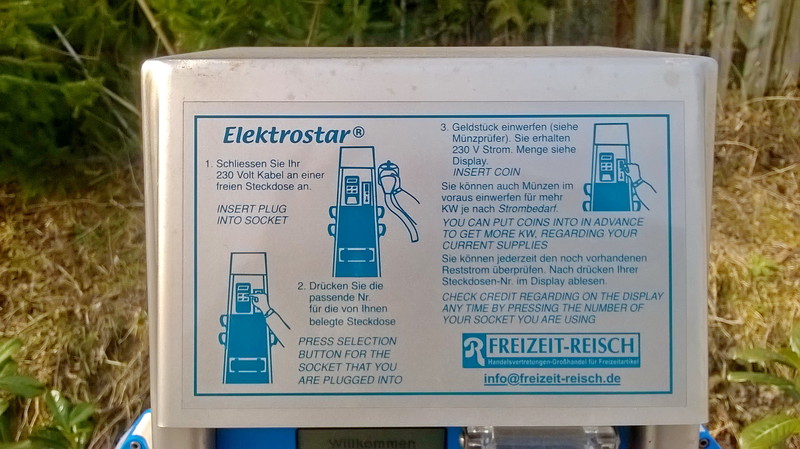 Elektrostar®
1. Schliessen Sie Ihr
230 Volt Kabel an einer
freien Steckdose an.
INSERT PLUG
INTO SOCKET
2. Drücken Sie die
passende Nr.
für die von Ihnen
belegte Steckdose
PRESS SELECTION
BUTTON FOR THE
SOCKET THAT YOU
ARE PLUGGED INTO
3. Geldstück einwerfen (siehe
Münzprüfer). Sie erhalten
230 V Strom. Menge siehe
Display.
INSERT COIN
Sie können auch Münzen im
voraus einwerfen für mehr
KW je nach Strombedarf.
YOU CAN PUT COINS INTO IN ADVANCE
TO GET MORE KW, REGARDING YOUR
CURRENT SUPPLIES
Sie können jederzeit den noch vorhandenen
Reststrom überprüfen. Nach drücken Ihrer
Steckdosen-Nr. im Display ablesen.
CHECK CREDIT REGARDING ON THE DISPLAY
ANY TIME BY PRESSING THE NUMBER OF
YOUR SOCKET YOU ARE USING
FREIZEIT-REISCH
Handelsvertretungen-Großhandel für Freizeitartikel
info@freizeit-reisch.de
Willkommen